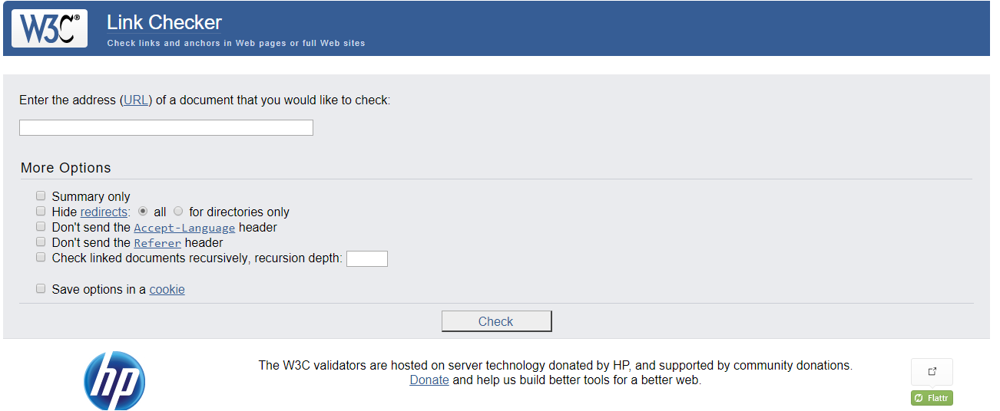 W3C®
Link Checker
Check links and anchors in Web pages or full Web sites
Enter the address (URL) of a document that you would like to check:
More Options
Summary only
Hide redirects: all for directories only
Don't send the Accept-Language header
Don't send the Referer header
Check linked documents recursively, recursion depth:
Save options in a cookie
Check
hp
The W3C validators are hosted on server technology donated by HP, and supported by community donations.
Donate and help us build better tools for a better web.
Flattr